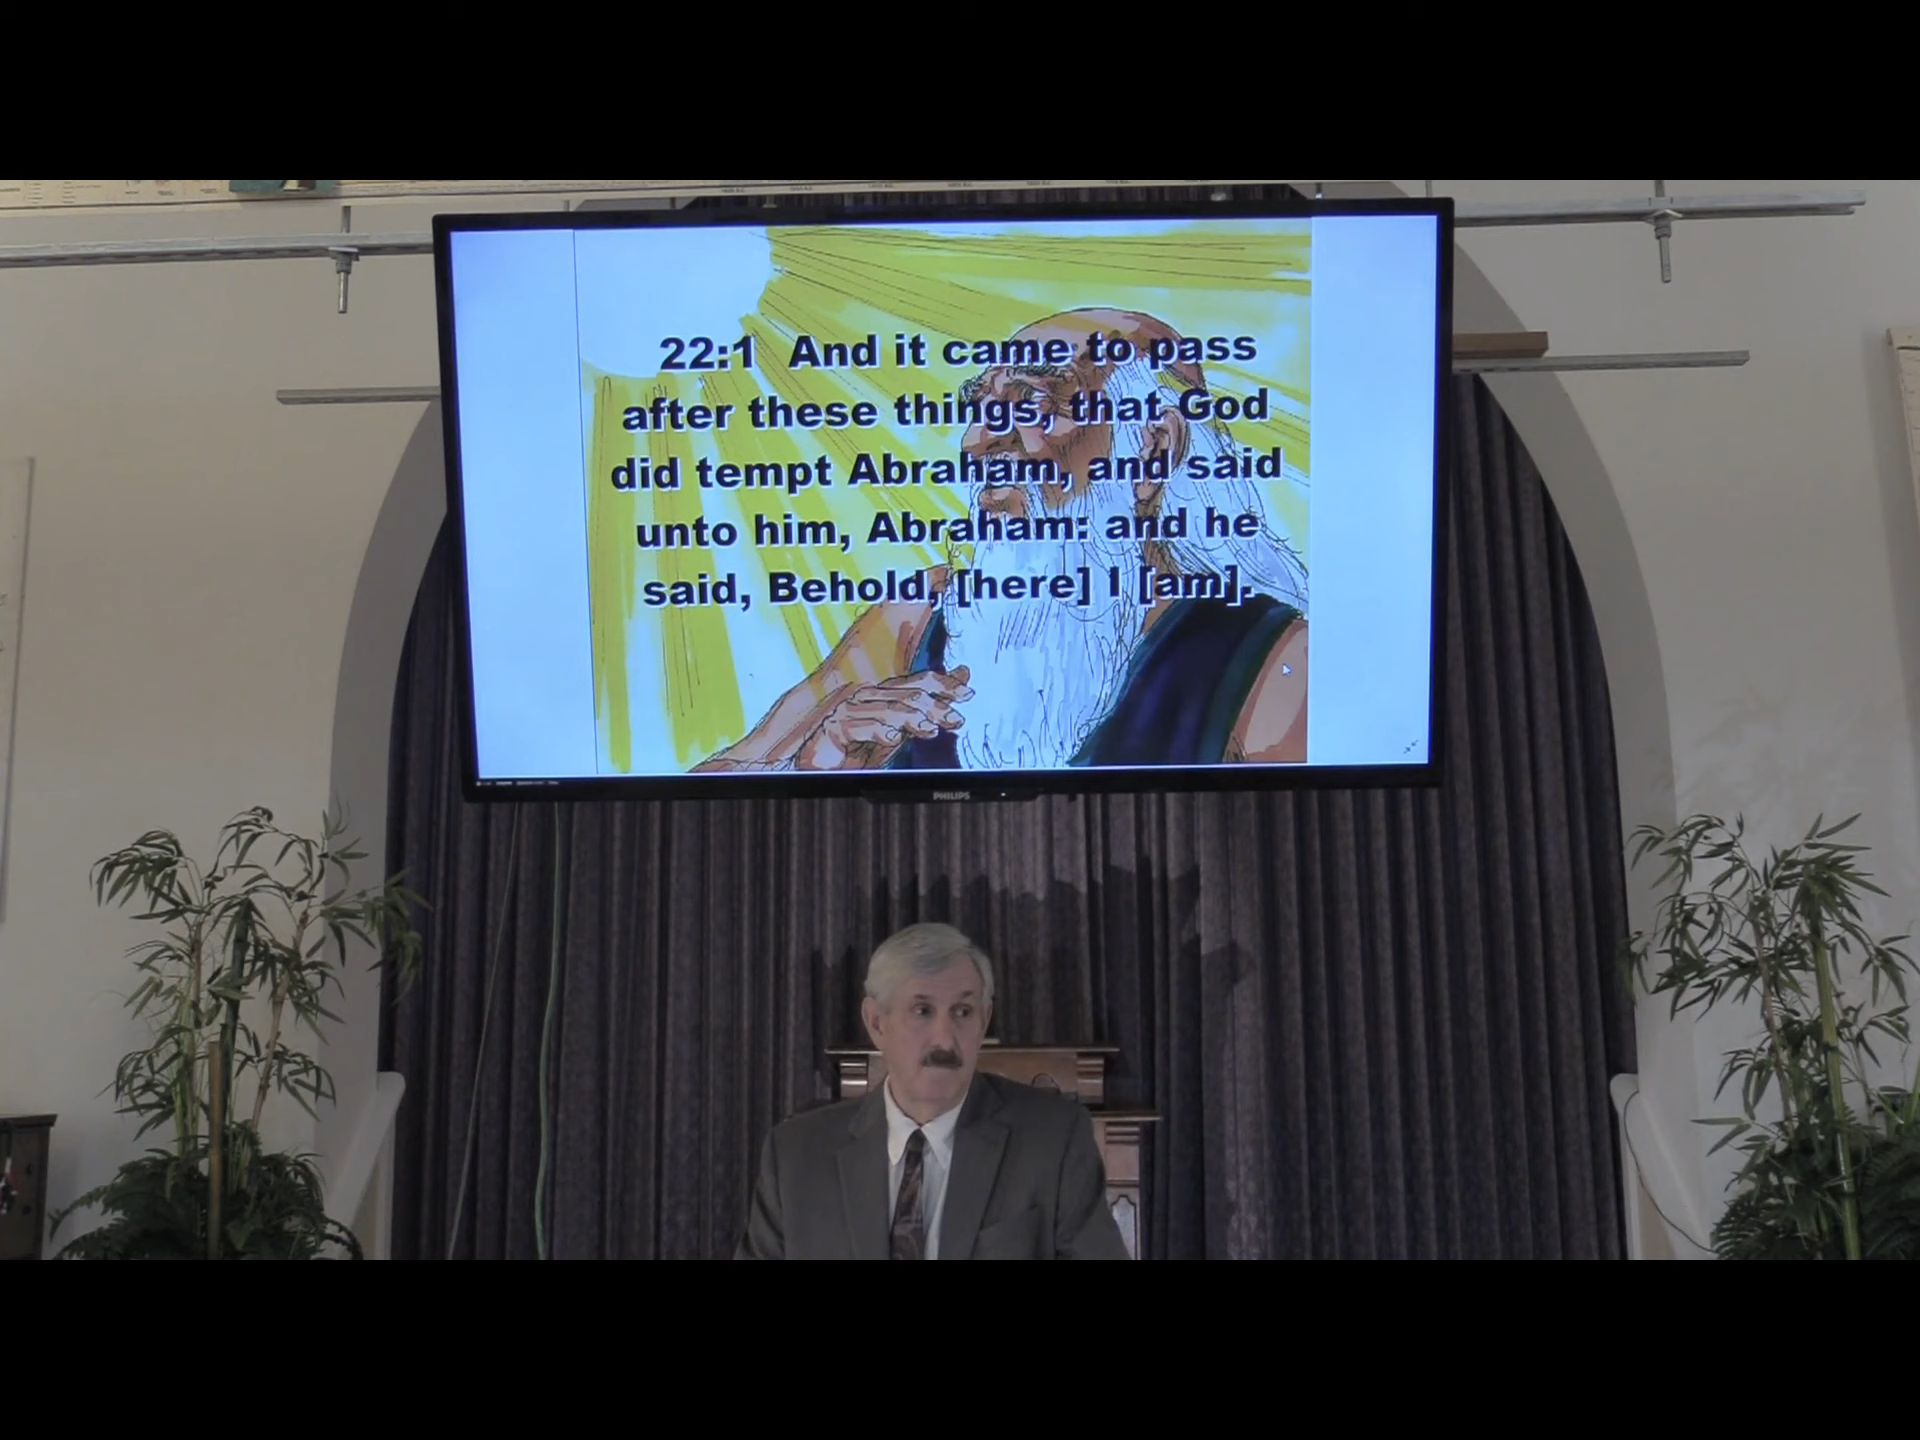 22:1 And it came to pass
after these things, that God
did tempt Abraham, and said
unto him, Abraham: and he
said, Behold, [here] I [am].
PHILIPS